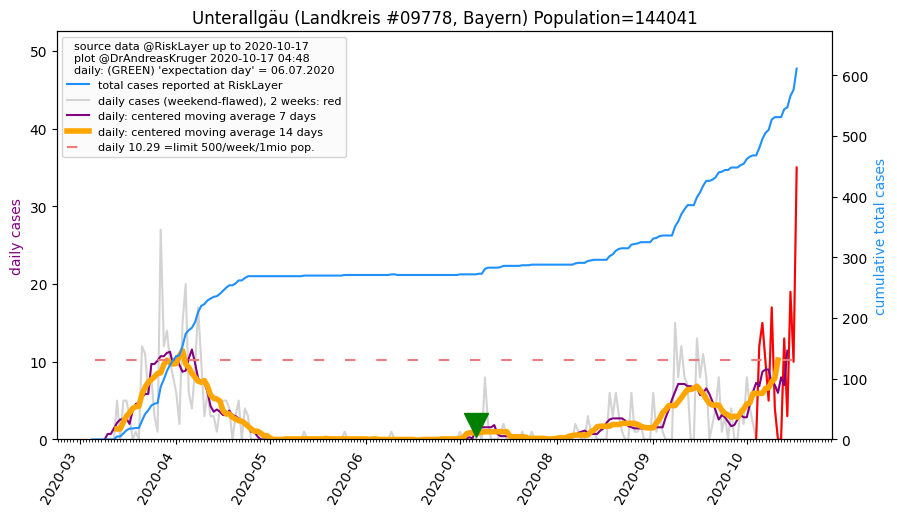 Unterallgäu (Landkreis #09778, Bayern) Population=144041
source data @RiskLayer up to 2020-10-17
plot @DrAndreasKruger 2020-10-17 04:48
daily: (GREEN) 'expectation day' = 06.07.2020
total cases reported at RiskLayer
daily cases (weekend-flawed), 2 weeks: red
daily: centered moving average 7 days
daily: centered moving average 14 days
daily 10.29 =limit 500/week/1mio pop.
daily cases
50
40
30
20
10
0
600
500
400
300
200
100
0
cumulative total cases
2020-03
2020-04
2020-05
2020-06
2020-07
2020-08
2020-09
2020-10